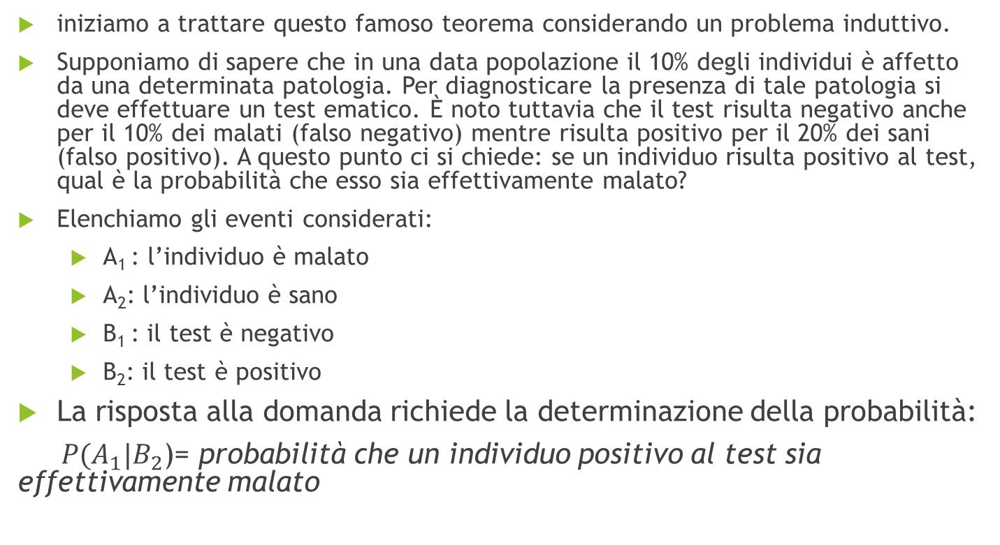 iniziamo a trattare questo famoso teorema considerando un problema induttivo.
Supponiamo di sapere che in una data popolazione il 10% degli individui è affetto
da una determinata patologia. Per diagnosticare la presenza di tale patologia si
deve effettuare un test ematico. È noto tuttavia che il test risulta negativo anche
per il 10% dei malati (falso negativo) mentre risulta positivo per il 20% dei sani
(falso positivo). A questo punto ci si chiede: se un individuo risulta positivo al test,
qual è la probabilità che esso sia effettivamente malato?
Elenchiamo gli eventi considerati:
A₁ : l’individuo è malato
A₂: l’individuo è sano
B₁ : il test è negativo
B₂: il test è positivo
La risposta alla domanda richiede la determinazione della probabilità:
P(A₁|B₂)= probabilità che un individuo positivo al test sia
effettivamente malato